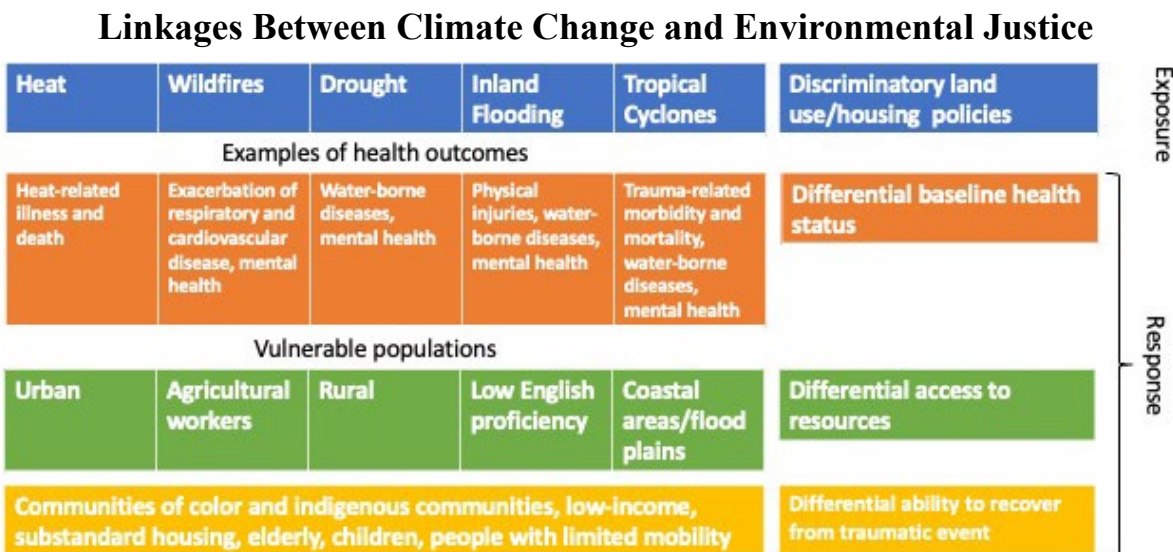 Linkages Between Climate Change and Environmental Justice
Heat
Wildfires
Drought
Inland
Flooding
Tropical
Cyclones
Discriminatory land
use/housing policies
Exposure
Examples of health outcomes
Heat-related
illness and
death
Exacerbation of
respiratory and
cardiovascular
disease, mental
health
Water-borne
diseases,
mental health
Physical
injuries, water-
borne diseases,
mental health
Trauma-related
morbidity and
mortality,
water-borne
diseases,
mental health
Differential baseline health
status
Response
Vulnerable populations
Urban
Agricultural
workers
Rural
Low English
proficiency
Coastal
areas/flood
plains
Differential access to
resources
Communities of color and indigenous communities, low-income,
substandard housing, elderly, children, people with limited mobility
Differential ability to recover
from traumatic event